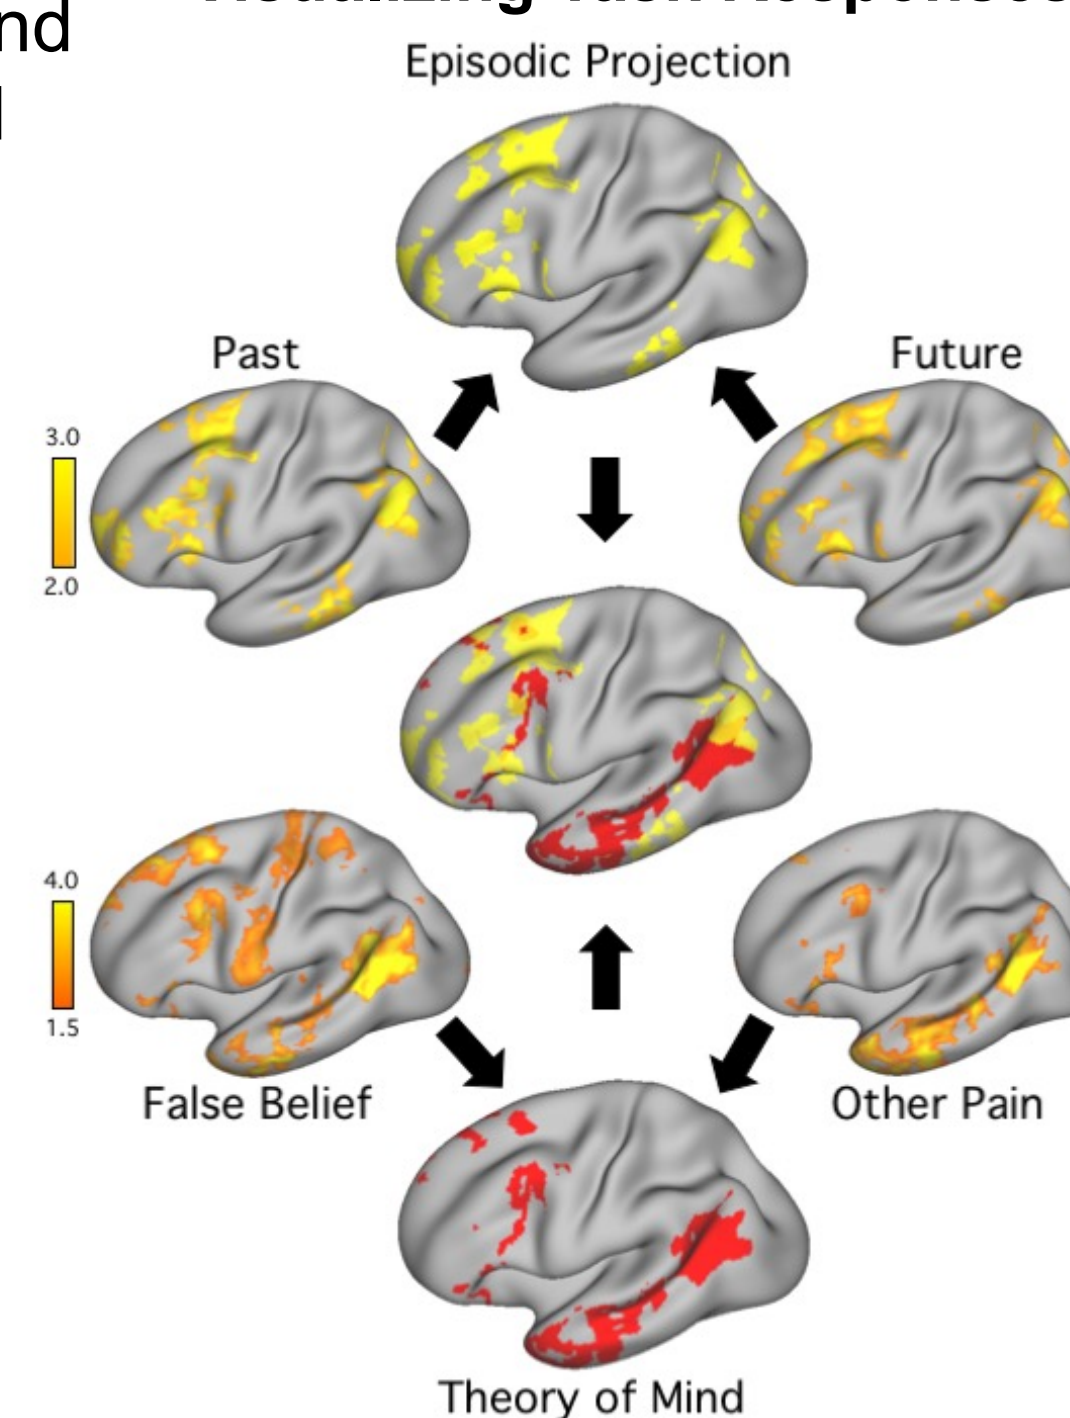 nd
Episodic Projection
Past
Future
3.0
2.0
4.0
1.5
False Belief
Other Pain
Theory of Mind